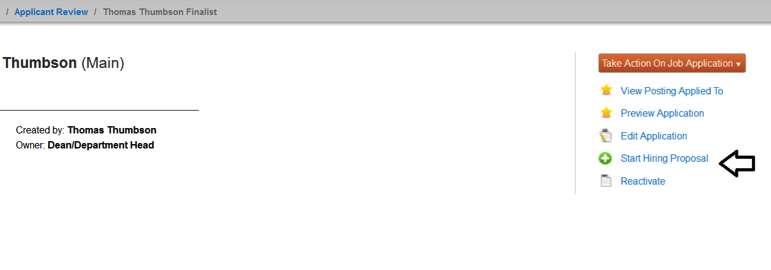 / Applicant Review / Thomas Thumbson Finalist
Thumbson (Main)
Take Action On Job Application ▾
View Posting Applied To
Preview Application
Created by: Thomas Thumbson
Edit Application
Owner: Dean/Department Head
Start Hiring Proposal
Reactivate